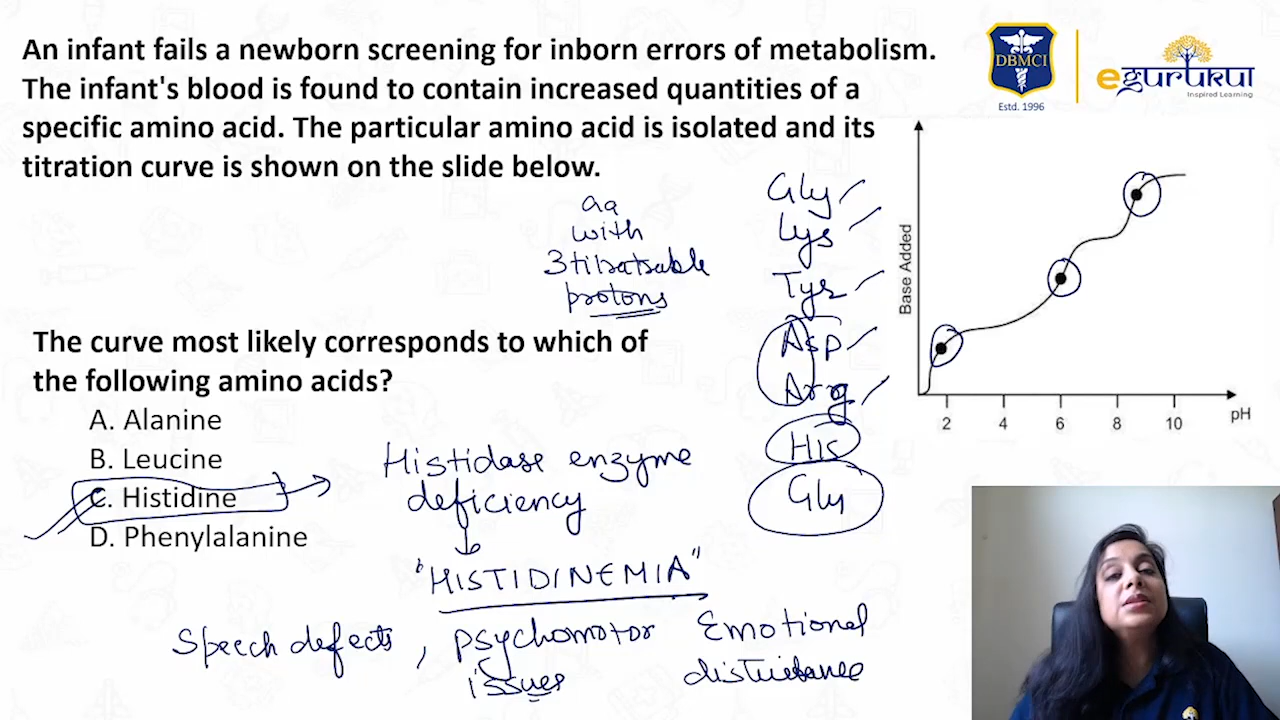 An infant fails a newborn screening for inborn errors of metabolism.
The infant's blood is found to contain increased quantities of a
specific amino acid. The particular amino acid is isolated and its
titration curve is shown on the slide below.
DBMCI
Estd. 1996
egurukul
Inspired Learning
aa
with
3 titratable
protons
Gly
Lys
Tyr
Asp
Arg
His
Gly
Base Added
2 4 6 8 10
pH
The curve most likely corresponds to which of
the following amino acids?
A. Alanine
B. Leucine
C. Histidine
D. Phenylalanine
Histidase enzyme
deficiency
"HISTIDINEMIA"
Speech defects, psychomotor issues
Emotional
disturbance